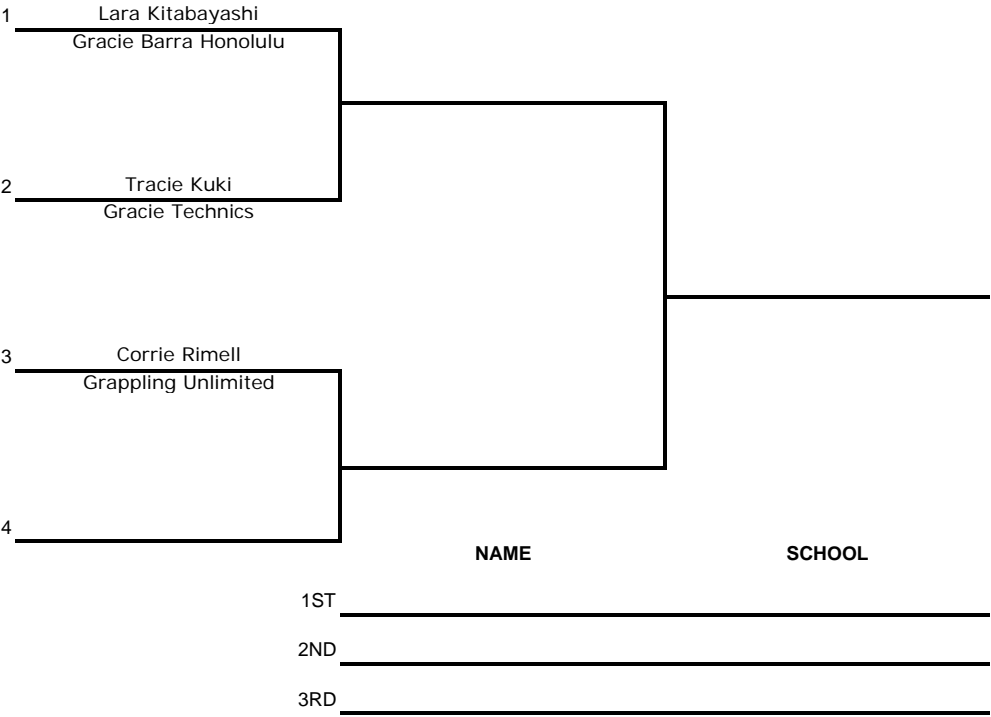 1 Lara Kitabayashi
Gracie Barra Honolulu
2 Tracie Kuki
Gracie Technics
3 Corrie Rimell
Grappling Unlimited
4
NAME SCHOOL
1ST
2ND
3RD